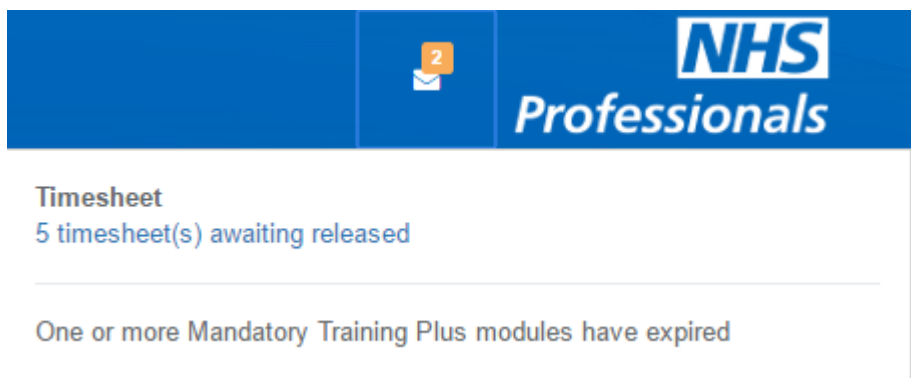 2
NHS
Professionals
Timesheet
5 timesheet(s) awaiting released
One or more Mandatory Training Plus modules have expired